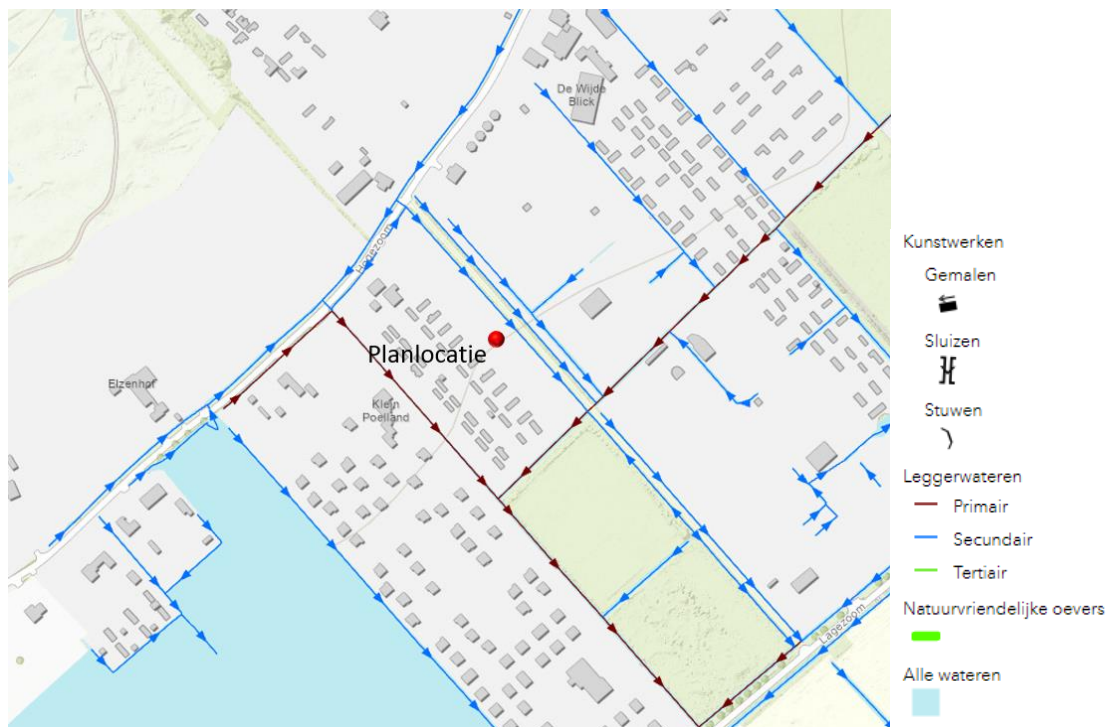 De Wijde
Blick
Hogezoom
Planlocatie
Elzenhof
Klein
Poelland
Lagezoom
Kunstwerken
Gemalen
Sluizen
Stuwen
Leggerwateren
Primair
Secundair
Tertiair
Natuurvriendelijke oevers
Alle wateren